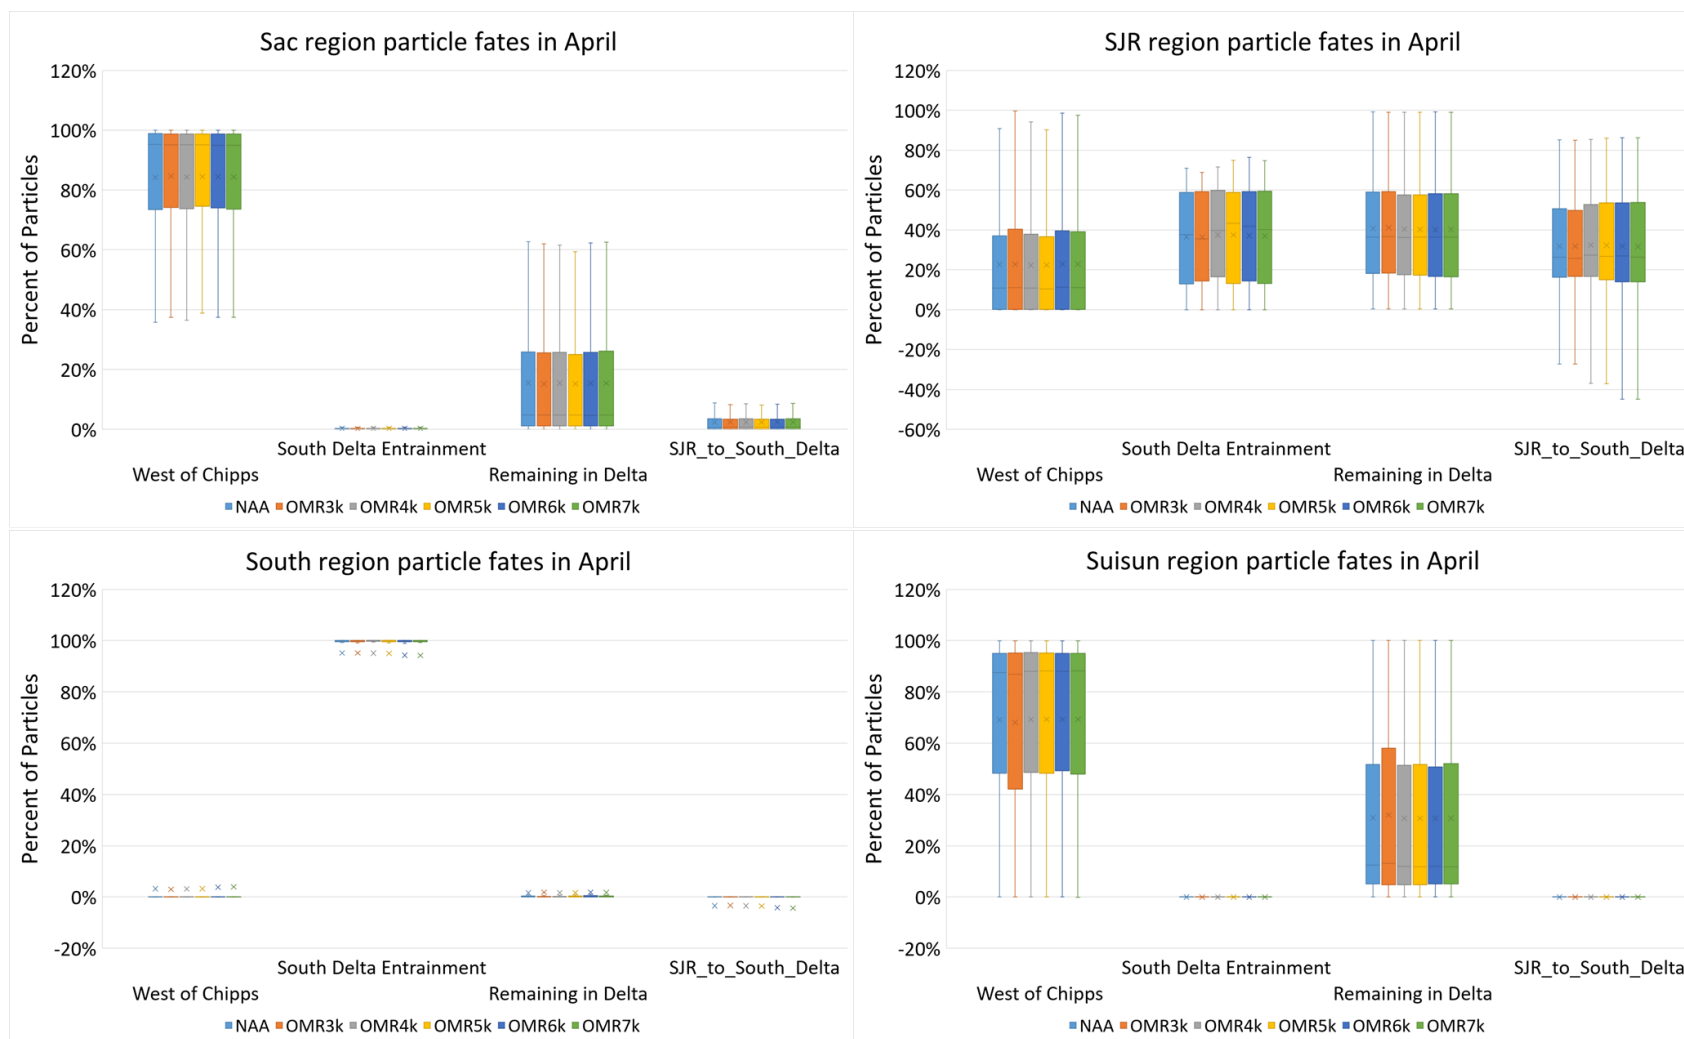 Sac region particle fates in April
Percent of Particles
120%
100%
80%
60%
40%
20%
0%
South Delta Entrainment SJR_to_South_Delta
West of Chipps Remaining in Delta
NAA OMR3k OMR4k OMR5k OMR6k OMR7k
SJR region particle fates in April
Percent of Particles
120%
100%
80%
60%
40%
20%
0%
-20%
-40%
-60%
South Delta Entrainment SJR_to_South_Delta
West of Chipps Remaining in Delta
NAA OMR3k OMR4k OMR5k OMR6k OMR7k
South region particle fates in April
Percent of Particles
120%
100%
80%
60%
40%
20%
0%
-20%
South Delta Entrainment SJR_to_South_Delta
West of Chipps Remaining in Delta
NAA OMR3k OMR4k OMR5k OMR6k OMR7k
Suisun region particle fates in April
Percent of Particles
120%
100%
80%
60%
40%
20%
0%
-20%
South Delta Entrainment SJR_to_South_Delta
West of Chipps Remaining in Delta
NAA OMR3k OMR4k OMR5k OMR6k OMR7k